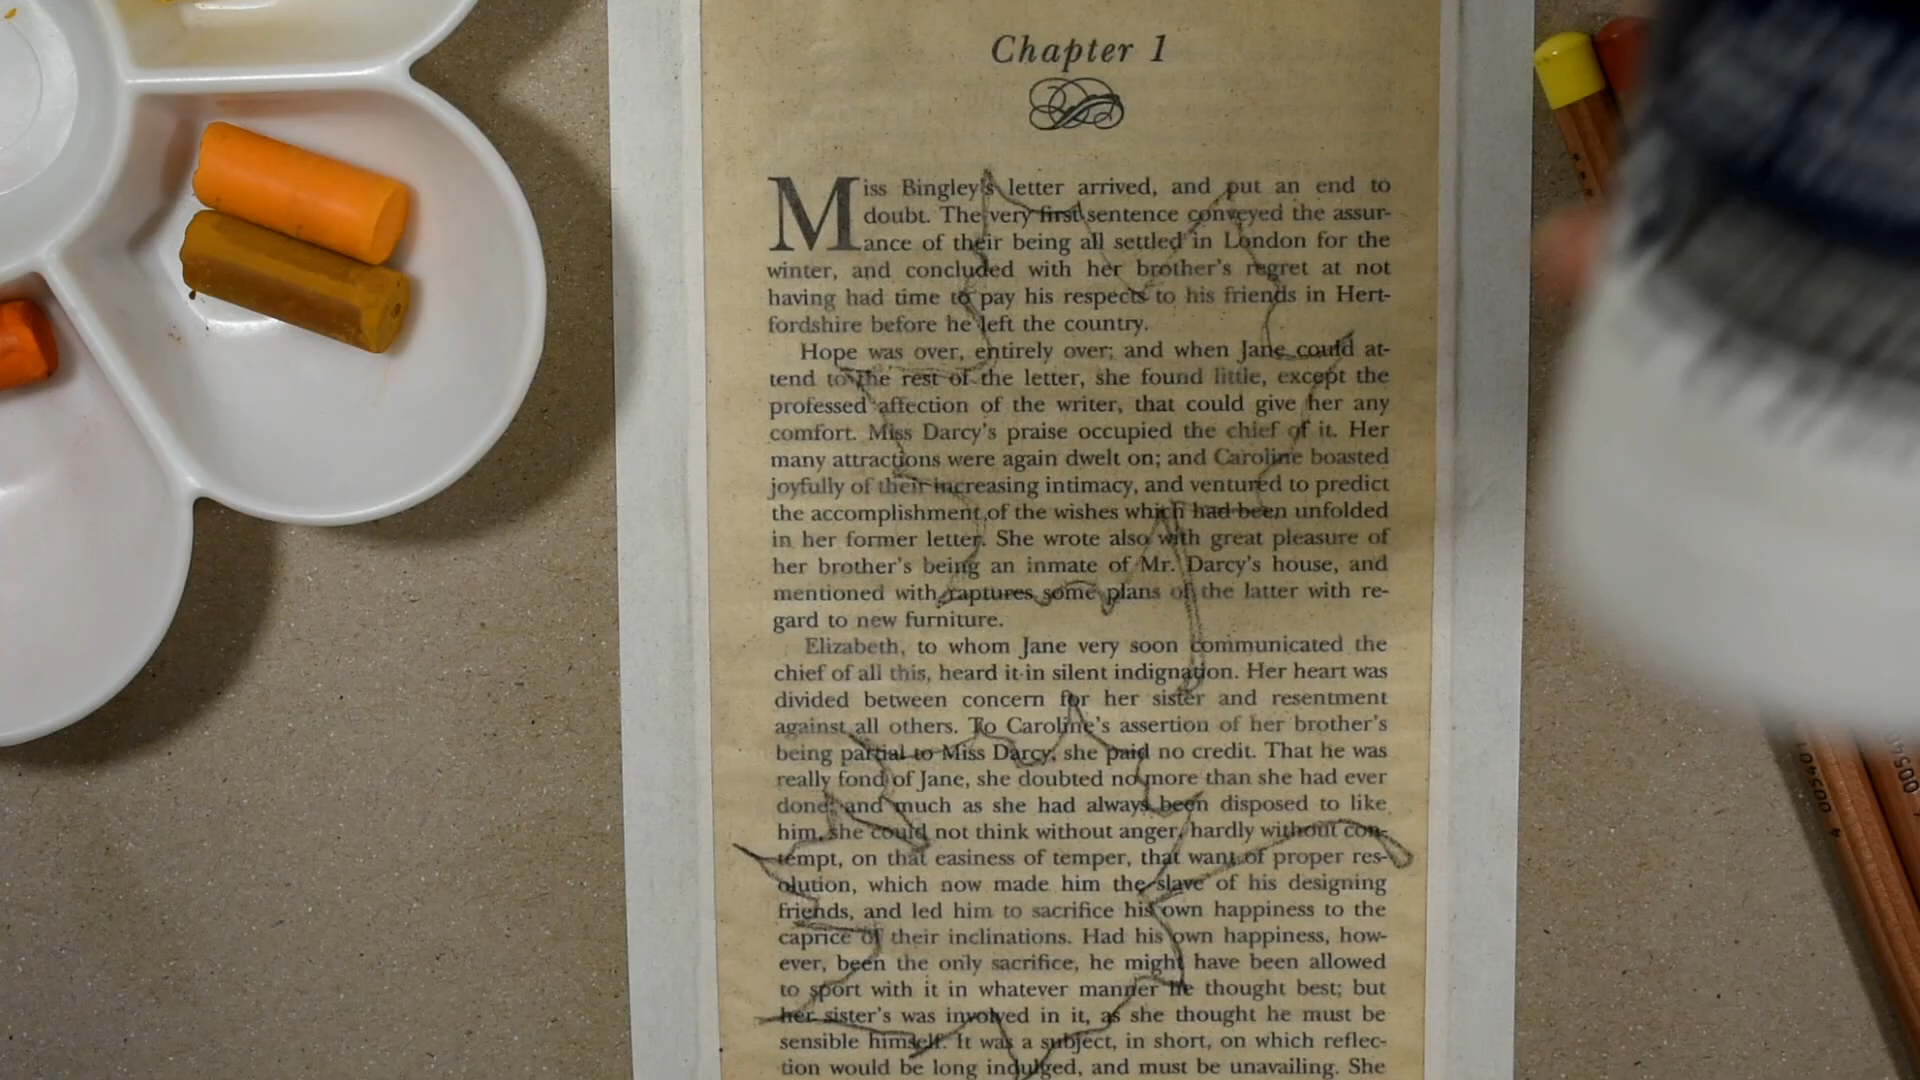 Chapter 1
Miss Bingley's letter arrived, and put an end to
doubt. The very first sentence conveyed the assur-
ance of their being all settled in London for the
winter, and concluded with her brother's regret at not
having had time to pay his respects to his friends in Hert-
fordshire before he left the country.
Hope was over, entirely over; and when Jane could at-
tend to the rest of the letter, she found little, except the
professed affection of the writer, that could give her any
comfort. Miss Darcy's praise occupied the chief of it. Her
many attractions were again dwelt on; and Caroline boasted
joyfully of their increasing intimacy, and ventured to predict
the accomplishment of the wishes which had been unfolded
in her former letter. She wrote also with great pleasure of
her brother's being an inmate of Mr. Darcy's house, and
mentioned with raptures some plans of the latter with re-
gard to new furniture.
Elizabeth, to whom Jane very soon communicated the
chief of all this, heard it in silent indignation. Her heart was
divided between concern for her sister and resentment
against all others. To Caroline's assertion of her brother's
being partial to Miss Darcy, she paid no credit. That he was
really fond of Jane, she doubted no more than she had ever
done; and much as she had always been disposed to like
him, she could not think without anger, hardly without con-
tempt, on that easiness of temper, that want of proper res-
olution, which now made him the slave of his designing
friends, and led him to sacrifice his own happiness to the
caprice of their inclinations. Had his own happiness, how-
ever, been the only sacrifice, he might have been allowed
to sport with it in whatever manner he thought best; but
her sister's was involved in it, as she thought he must be
sensible himself. It was a subject, in short, on which reflec-
tion would be long indulged, and must be unavailing. She